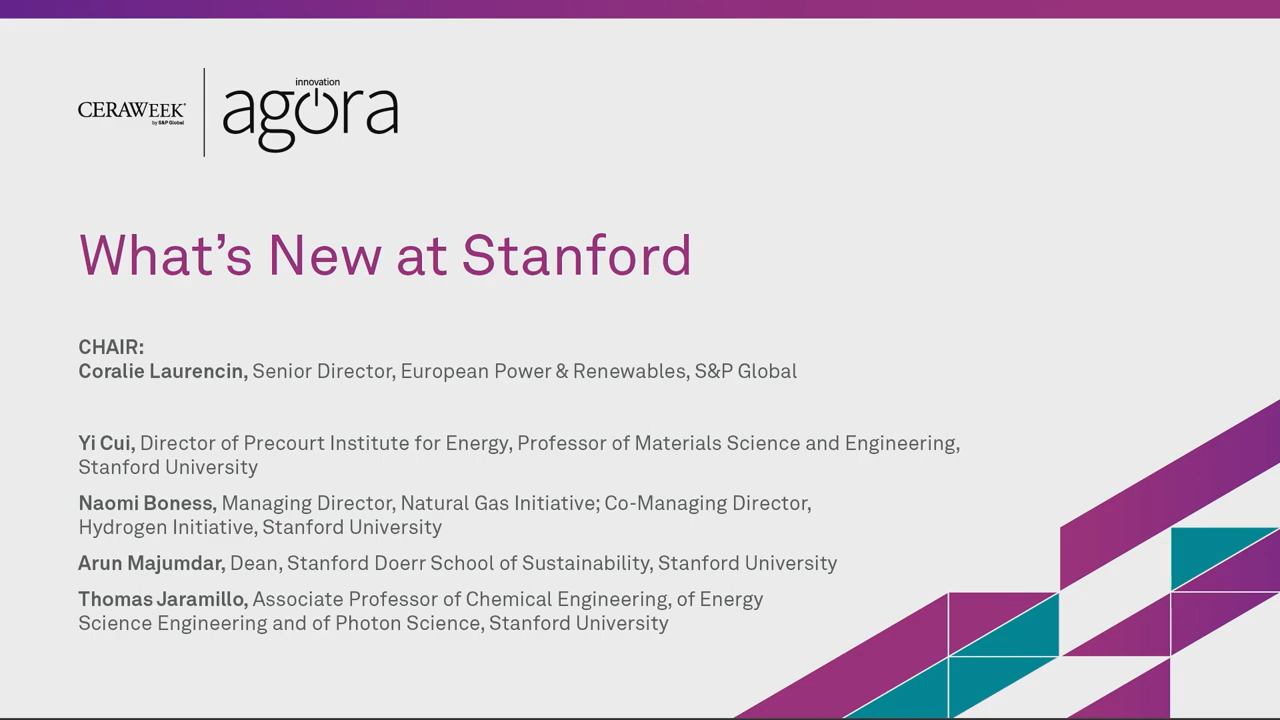 CERAWEEK®
by S&P Global
innovation
agora
What's New at Stanford
CHAIR:
Coralie Laurencin, Senior Director, European Power & Renewables, S&P Global
Yi Cui, Director of Precourt Institute for Energy, Professor of Materials Science and Engineering,
Stanford University
Naomi Boness, Managing Director, Natural Gas Initiative; Co-Managing Director,
Hydrogen Initiative, Stanford University
Arun Majumdar, Dean, Stanford Doerr School of Sustainability, Stanford University
Thomas Jaramillo, Associate Professor of Chemical Engineering, of Energy
Science Engineering and of Photon Science, Stanford University